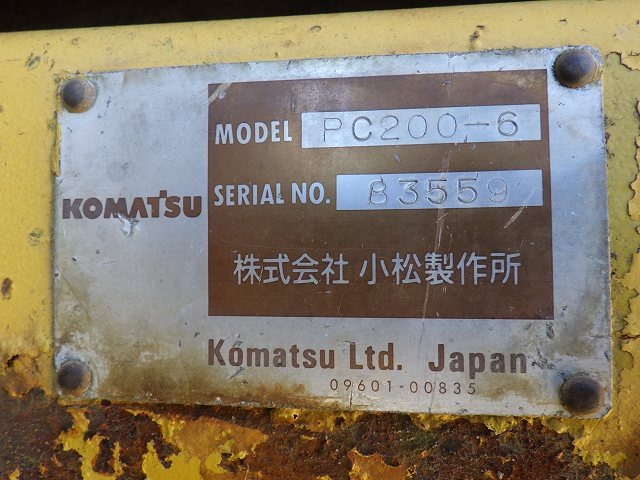 MODEL PC200-6
KOMATSU SERIAL NO. 83559
株式会社 小松製作所
Komatsu Ltd. Japan
09601-00835